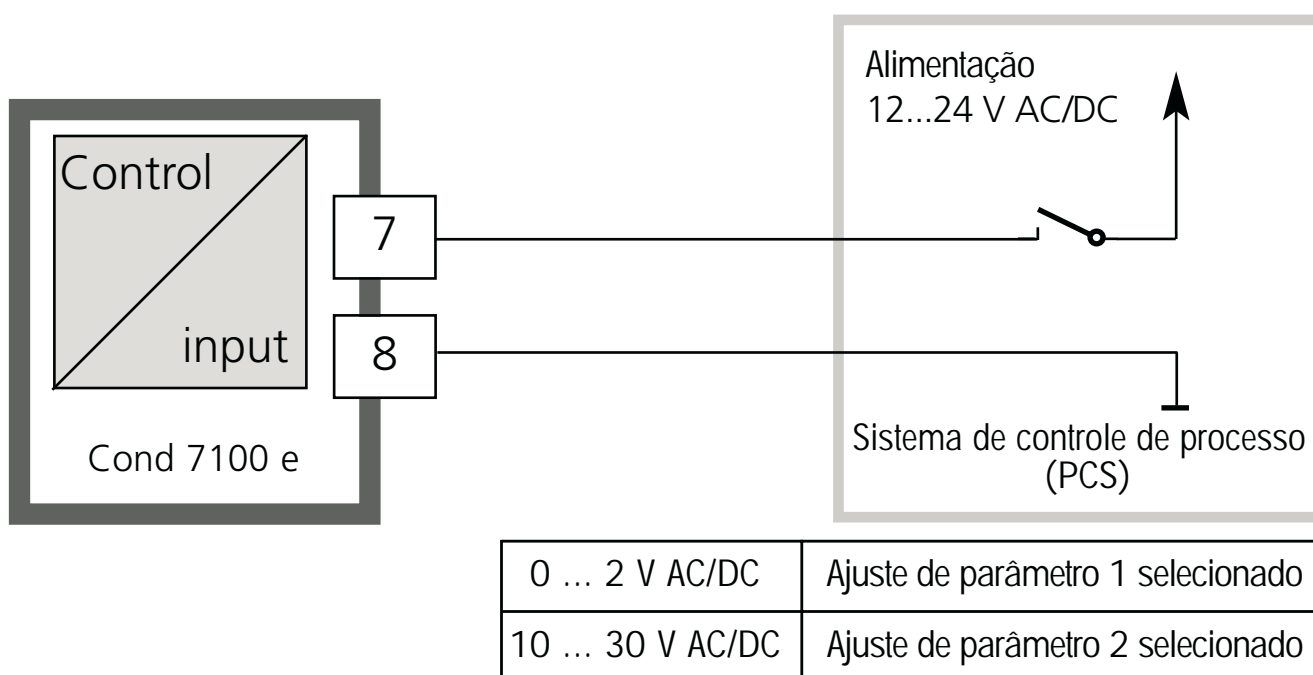 Alimentação
12...24 V AC/DC
Control
input
7
8
Cond 7100 e
Sistema de controle de processo
(PCS)
0 ... 2 V AC/DC Ajuste de parâmetro 1 selecionado
10 ... 30 V AC/DC Ajuste de parâmetro 2 selecionado